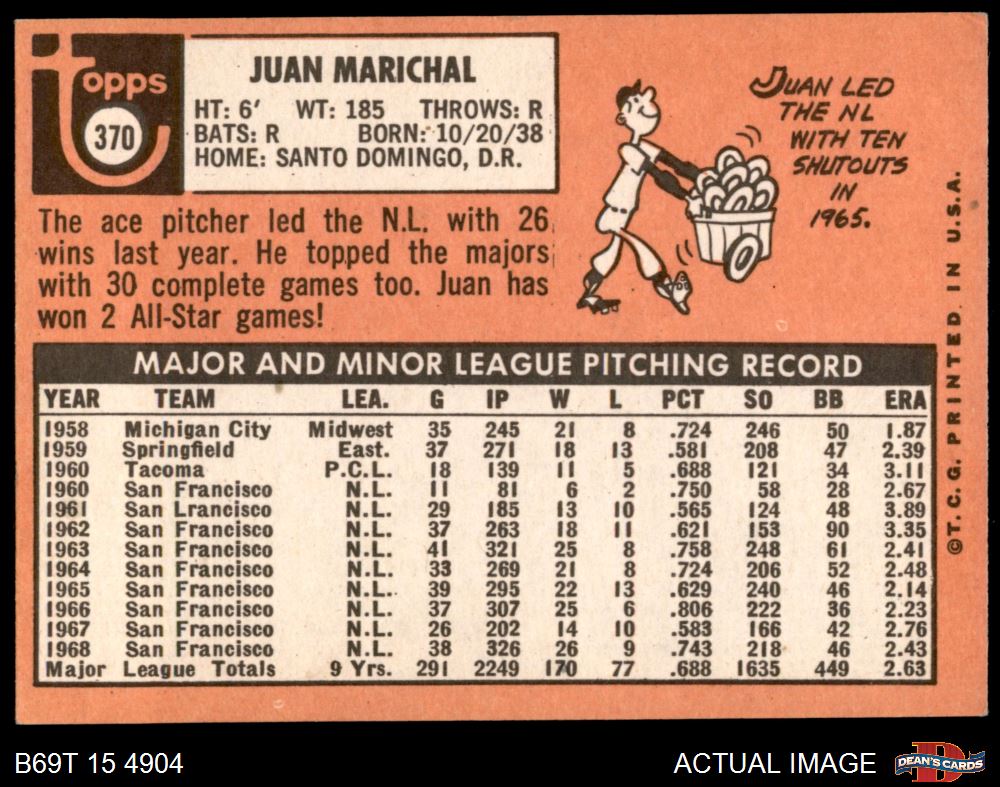 topps
370
JUAN MARICHAL
HT: 6' WT: 185 THROWS: R
BATS: R BORN: 10/20/38
HOME: SANTO DOMINGO, D.R.
The ace pitcher led the N.L. with 26
wins last year. He topped the majors
with 30 complete games too. Juan has
won 2 All-Star games!
JUAN LED
THE NL
WITH TEN
SHUTOUTS
IN
1965.
MAJOR AND MINOR LEAGUE PITCHING RECORD
YEAR TEAM LEA. G IP W L PCT SO BB ERA
1958 Michigan City Midwest 35 245 21 8 .724 246 50 1.87
1959 Springfield East. 37 271 18 13 .581 208 47 2.39
1960 Tacoma P.C.L. 18 139 11 5 .688 121 34 3.11
1960 San Francisco N.L. 11 81 6 2 .750 58 28 2.67
1961 San Lrancisco N.L. 29 185 13 10 .565 124 48 3.89
1962 San Francisco N.L. 37 263 18 11 .621 153 90 3.35
1963 San Francisco N.L. 41 321 25 8 .758 248 61 2.41
1964 San Francisco N.L. 33 269 21 8 .724 206 52 2.48
1965 San Francisco N.L. 39 295 22 13 .629 240 46 2.14
1966 San Francisco N.L. 37 307 25 6 .806 222 36 2.23
1967 San Francisco N.L. 26 202 14 10 .583 166 42 2.76
1968 San Francisco N.L. 38 326 26 9 .743 218 46 2.43
Major League Totals 9 Yrs. 291 2249 170 77 .688 1635 449 2.63
©T.C.G. PRINTED IN U.S.A.
B69T 15 4904
ACTUAL IMAGE
DEAN'S CARDS